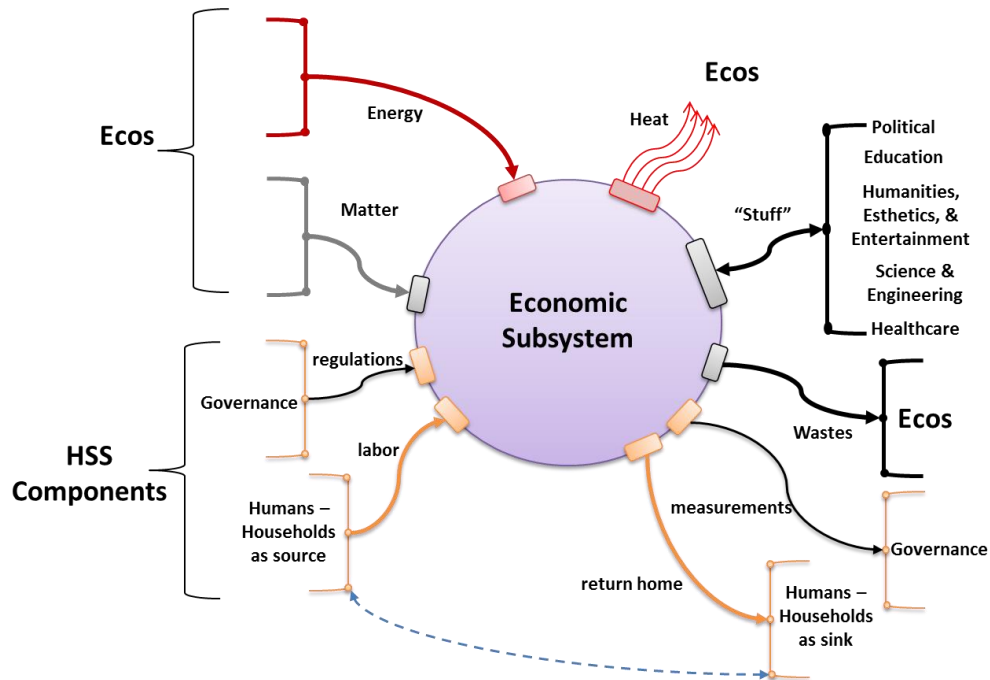 Ecos
Energy
Matter
Ecos
Heat
"Stuff"
Political
Education
Humanities,
Esthetics, &
Entertainment
Science &
Engineering
Healthcare
Economic
Subsystem
HSS
Components
regulations
Governance
labor
Humans –
Households
as source
Wastes
Ecos
measurements
Governance
return home
Humans –
Households
as sink